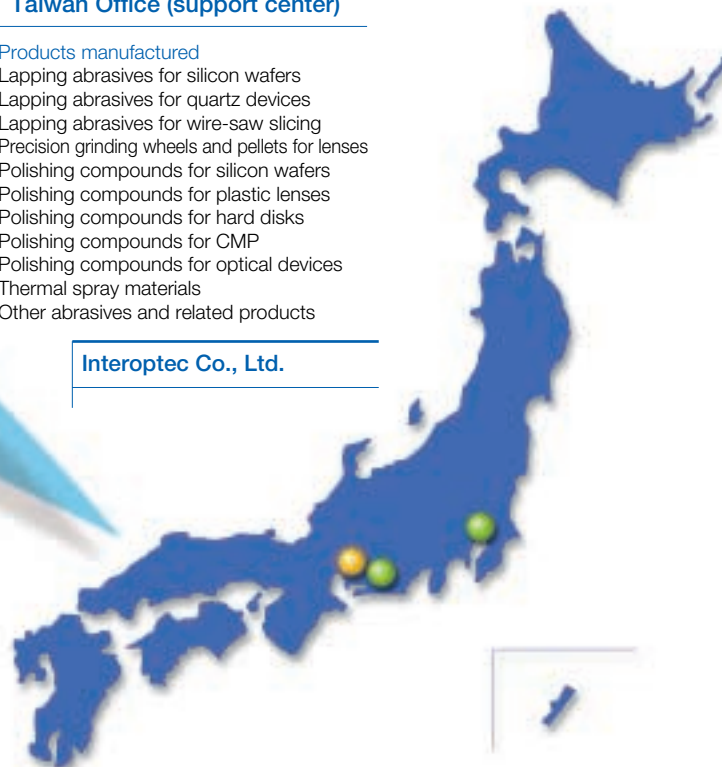 Taiwan Office (support center)
Products manufactured
Lapping abrasives for silicon wafers
Lapping abrasives for quartz devices
Lapping abrasives for wire-saw slicing
Precision grinding wheels and pellets for lenses
Polishing compounds for silicon wafers
Polishing compounds for plastic lenses
Polishing compounds for hard disks
Polishing compounds for CMP
Polishing compounds for optical devices
Thermal spray materials
Other abrasives and related products
Interoptec Co., Ltd.